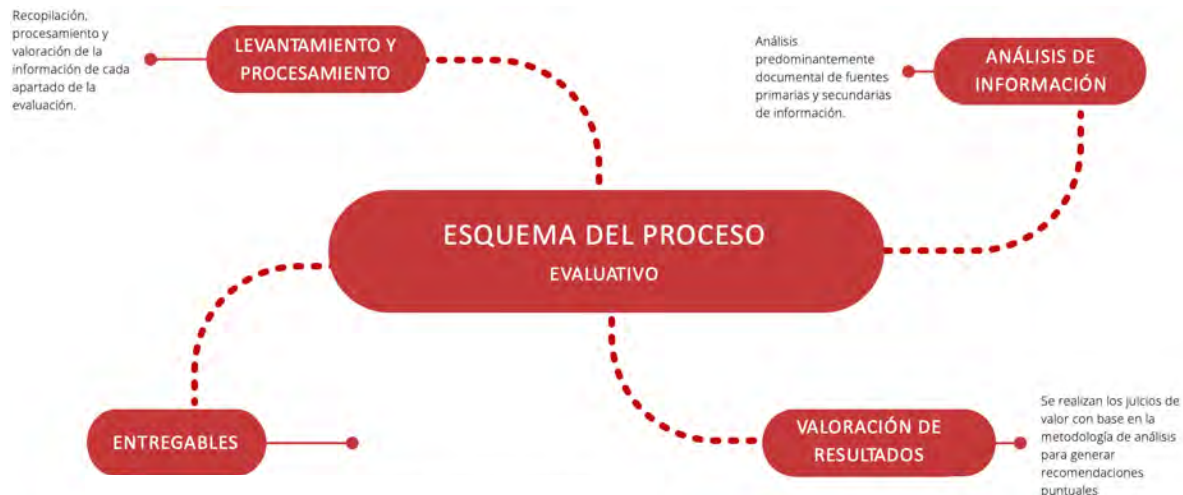 Recopilación,
procesamiento y
valoración de la
información de cada
apartado de la
evaluación.
LEVANTAMIENTO Y
PROCESAMIENTO
Análisis
predominantemente
documental de fuentes
primarias y secundarias
de información.
ANÁLISIS DE
INFORMACIÓN
ESQUEMA DEL PROCESO
EVALUATIVO
ENTREGABLES
VALORACIÓN DE
RESULTADOS
Se realizan los juicios de
valor con base en la
metodología de análisis
para generar
recomendaciones
puntuales